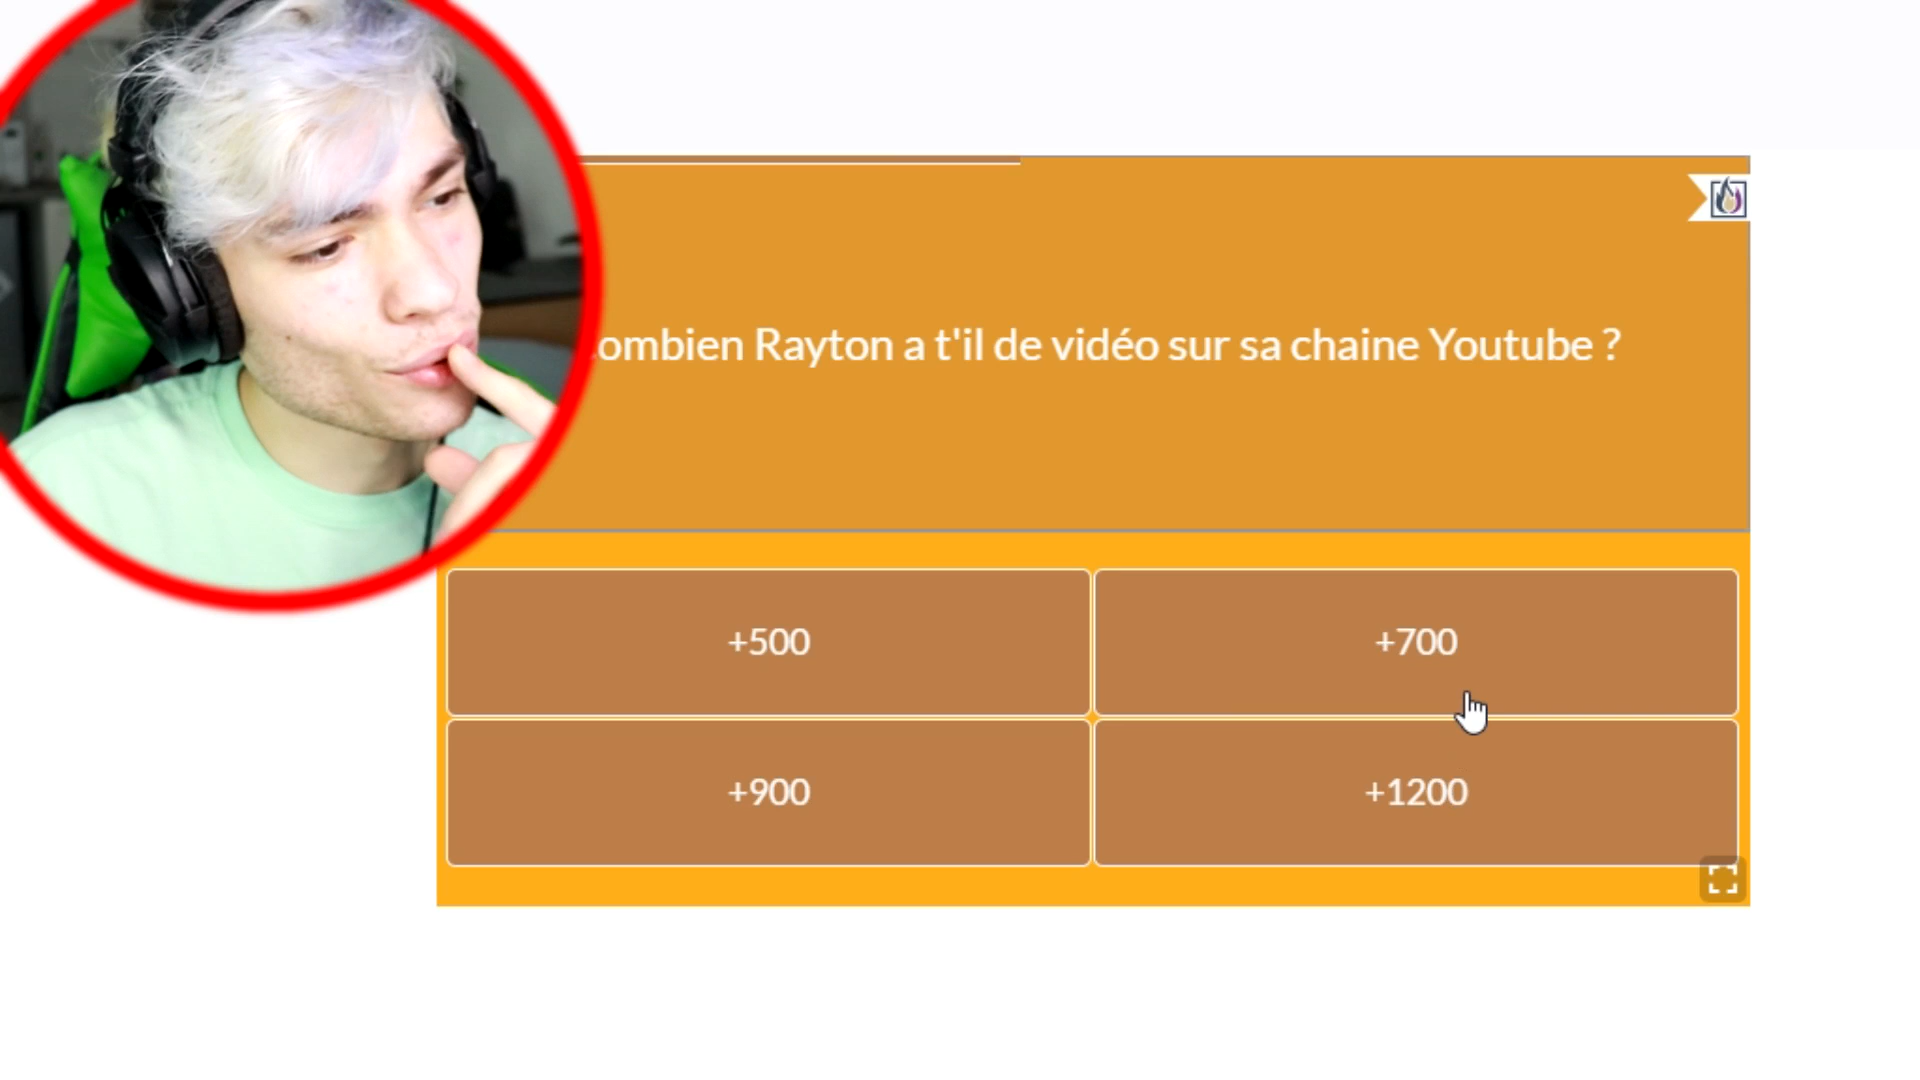 ombien Rayton a t'il de vidéo sur sa chaine Youtube ?
+500
+700
+900
+1200